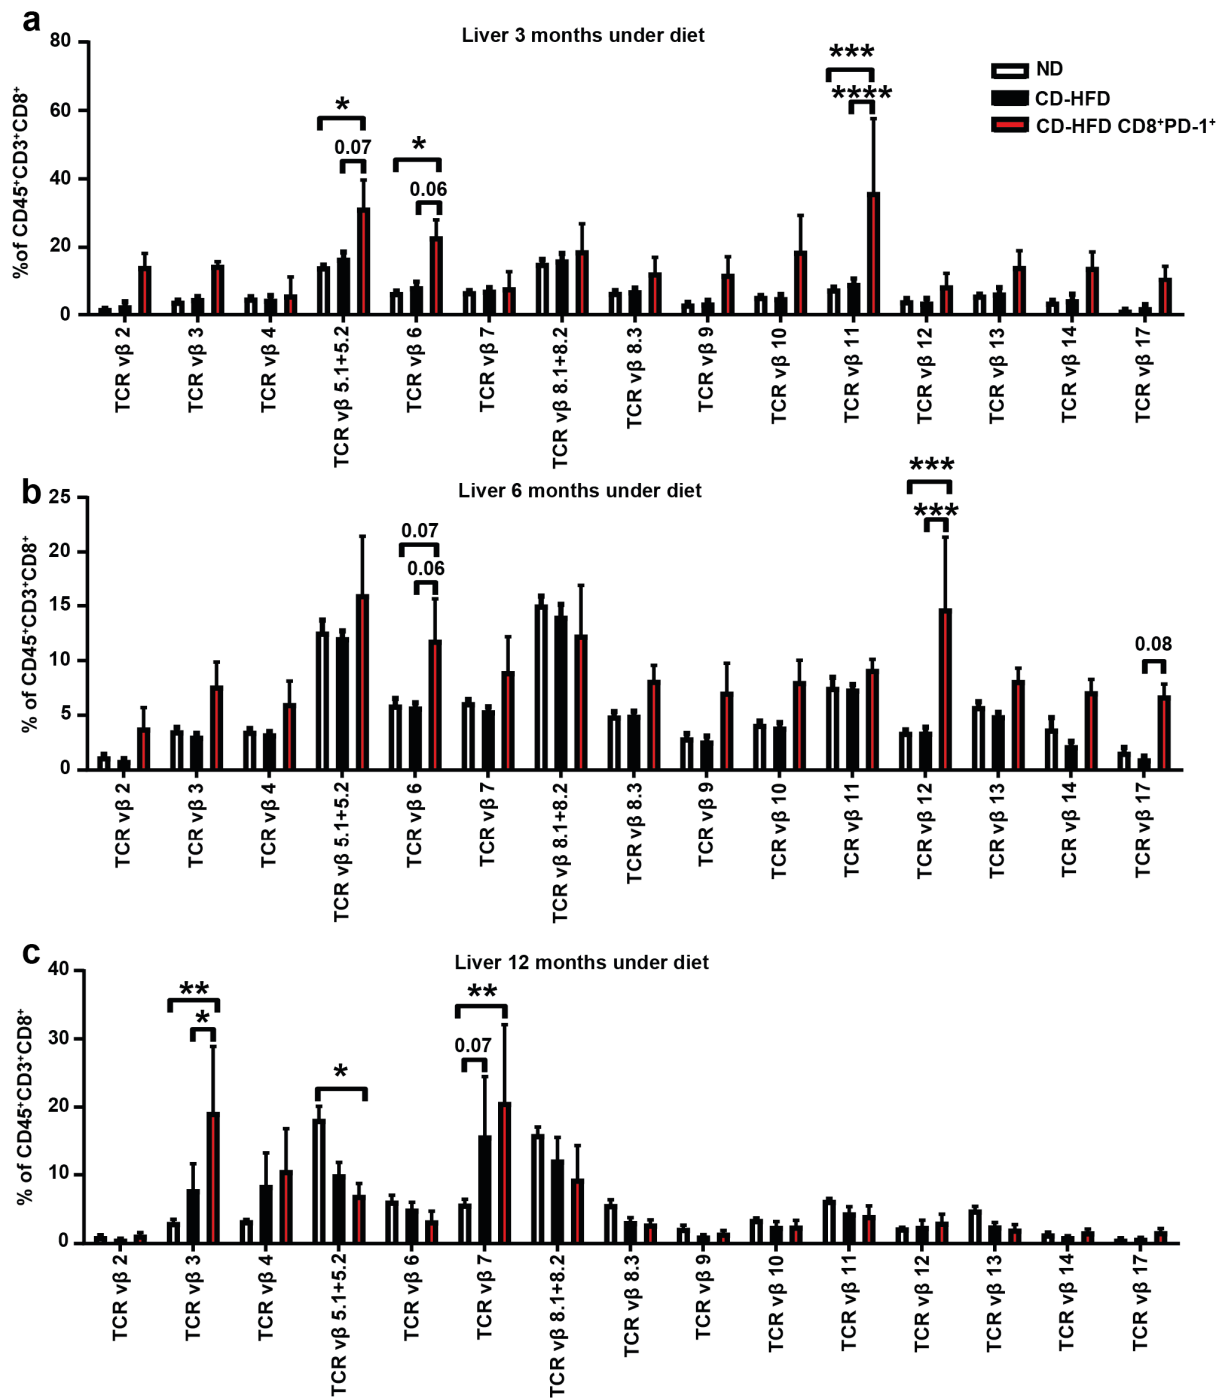 a
Liver 3 months under diet
%of CD45⁺CD3⁺CD8⁺
80
60
40
20
0
*
0.07
*
0.06
***
****
ND
CD-HFD
CD-HFD CD8⁺PD-1⁺
TCR vβ 2
TCR vβ 3
TCR vβ 4
TCR vβ 5.1+5.2
TCR vβ 6
TCR vβ 7
TCR vβ 8.1+8.2
TCR vβ 8.3
TCR vβ 9
TCR vβ 10
TCR vβ 11
TCR vβ 12
TCR vβ 13
TCR vβ 14
TCR vβ 17
b
Liver 6 months under diet
% of CD45⁺CD3⁺CD8⁺
25
20
15
10
5
0
0.07
0.06
***
***
0.08
TCR vβ 2
TCR vβ 3
TCR vβ 4
TCR vβ 5.1+5.2
TCR vβ 6
TCR vβ 7
TCR vβ 8.1+8.2
TCR vβ 8.3
TCR vβ 9
TCR vβ 10
TCR vβ 11
TCR vβ 12
TCR vβ 13
TCR vβ 14
TCR vβ 17
c
Liver 12 months under diet
% of CD45⁺CD3⁺CD8⁺
40
30
20
10
0
**
*
*
**
0.07
TCR vβ 2
TCR vβ 3
TCR vβ 4
TCR vβ 5.1+5.2
TCR vβ 6
TCR vβ 7
TCR vβ 8.1+8.2
TCR vβ 8.3
TCR vβ 9
TCR vβ 10
TCR vβ 11
TCR vβ 12
TCR vβ 13
TCR vβ 14
TCR vβ 17